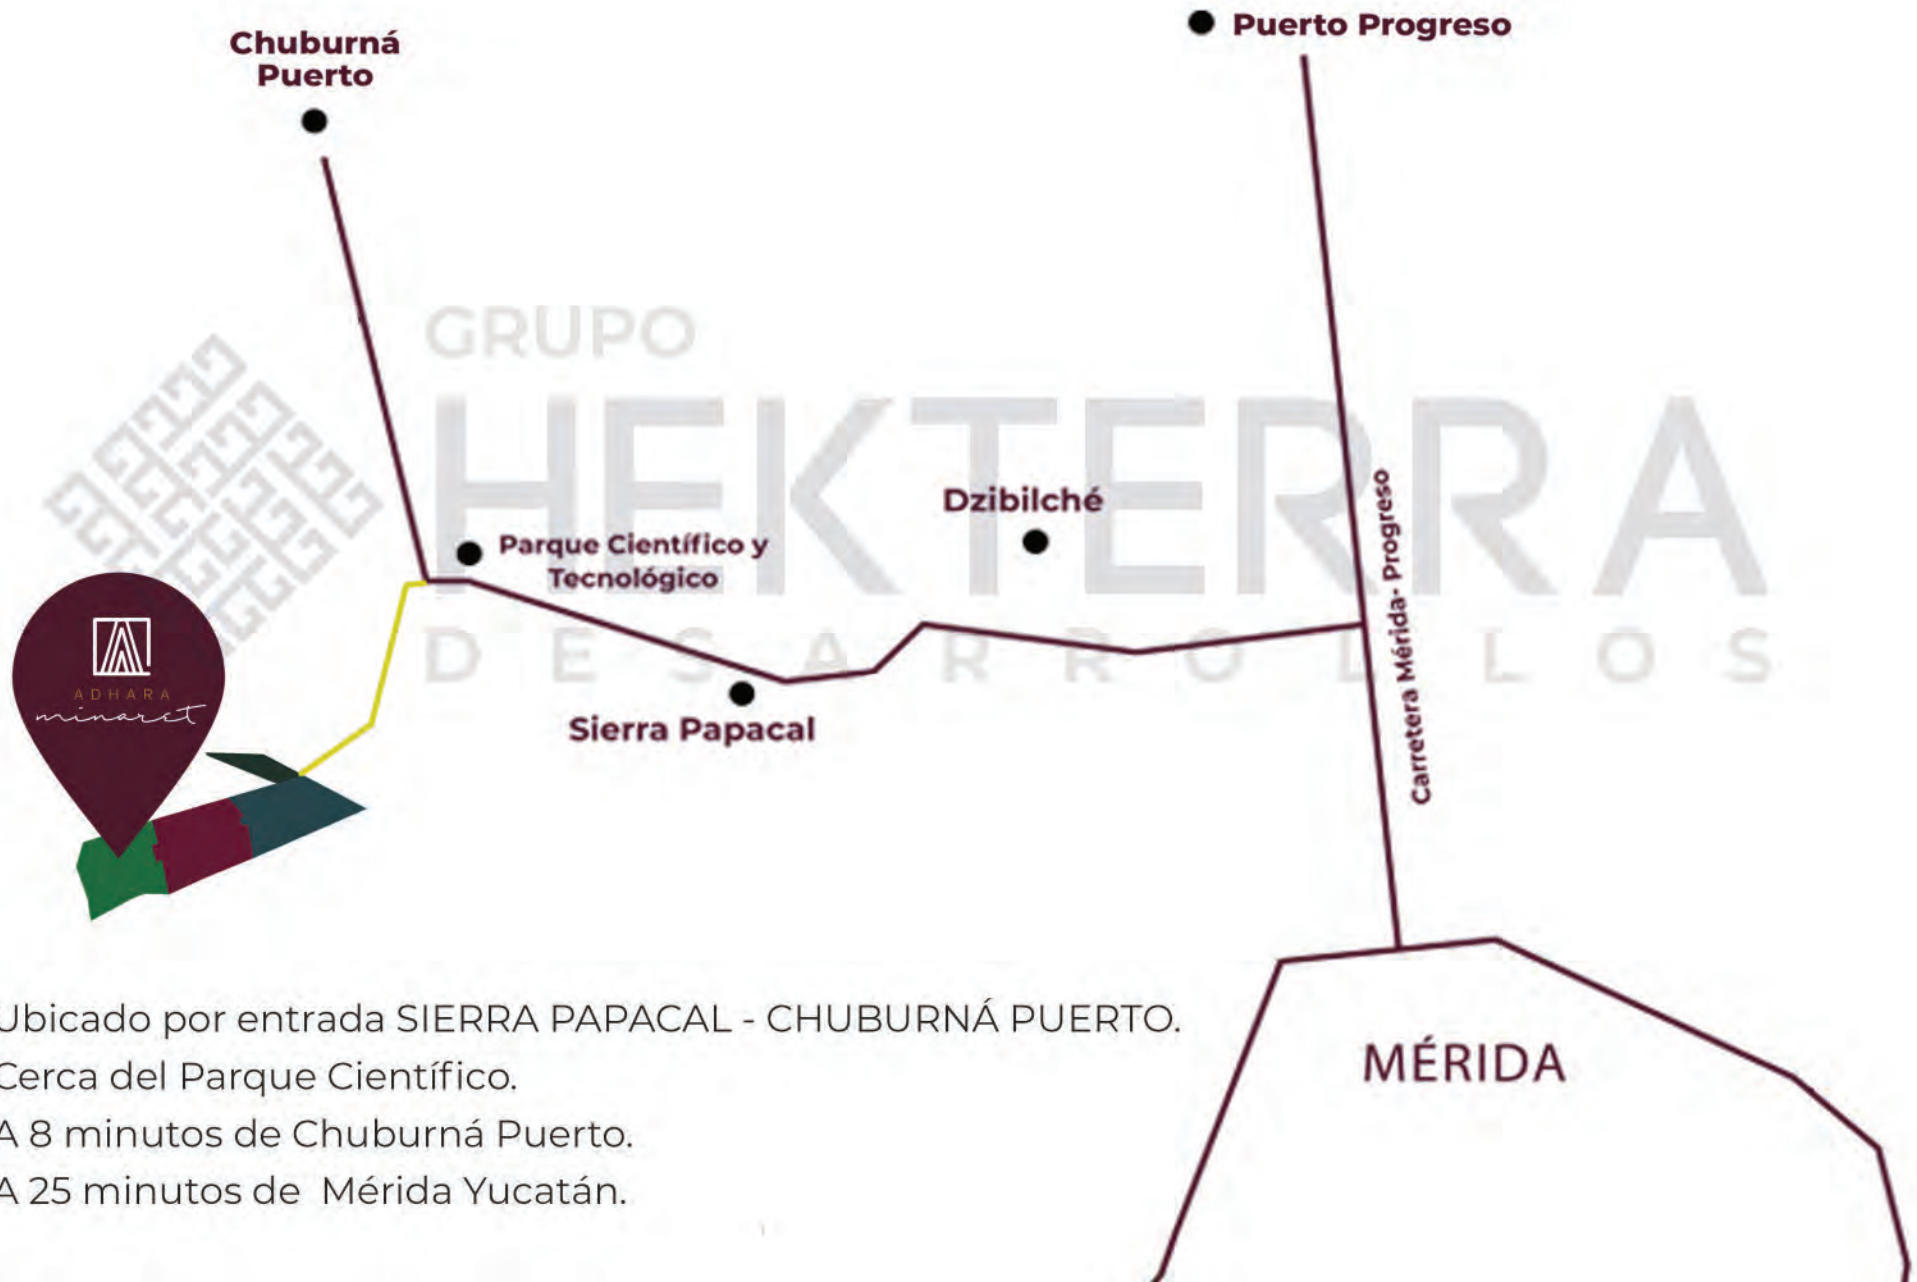 Chuburná
Puerto
Puerto Progreso
GRUPO
HEKTERRA
DESARROLLOS
Dzibilché
Parque Científico y
Tecnológico
Carretera Mérida- Progreso
ADHARA
minaret
Sierra Papacal
Ubicado por entrada SIERRA PAPACAL - CHUBURNÁ PUERTO.
Cerca del Parque Científico.
A 8 minutos de Chuburná Puerto.
A 25 minutos de Mérida Yucatán.
MÉRIDA